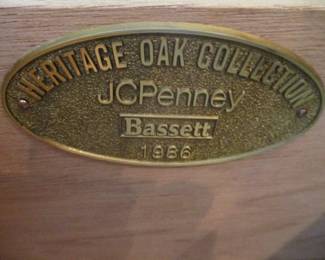 HERITAGE OAK COLLECTION
JCPenney
Bassett
1986